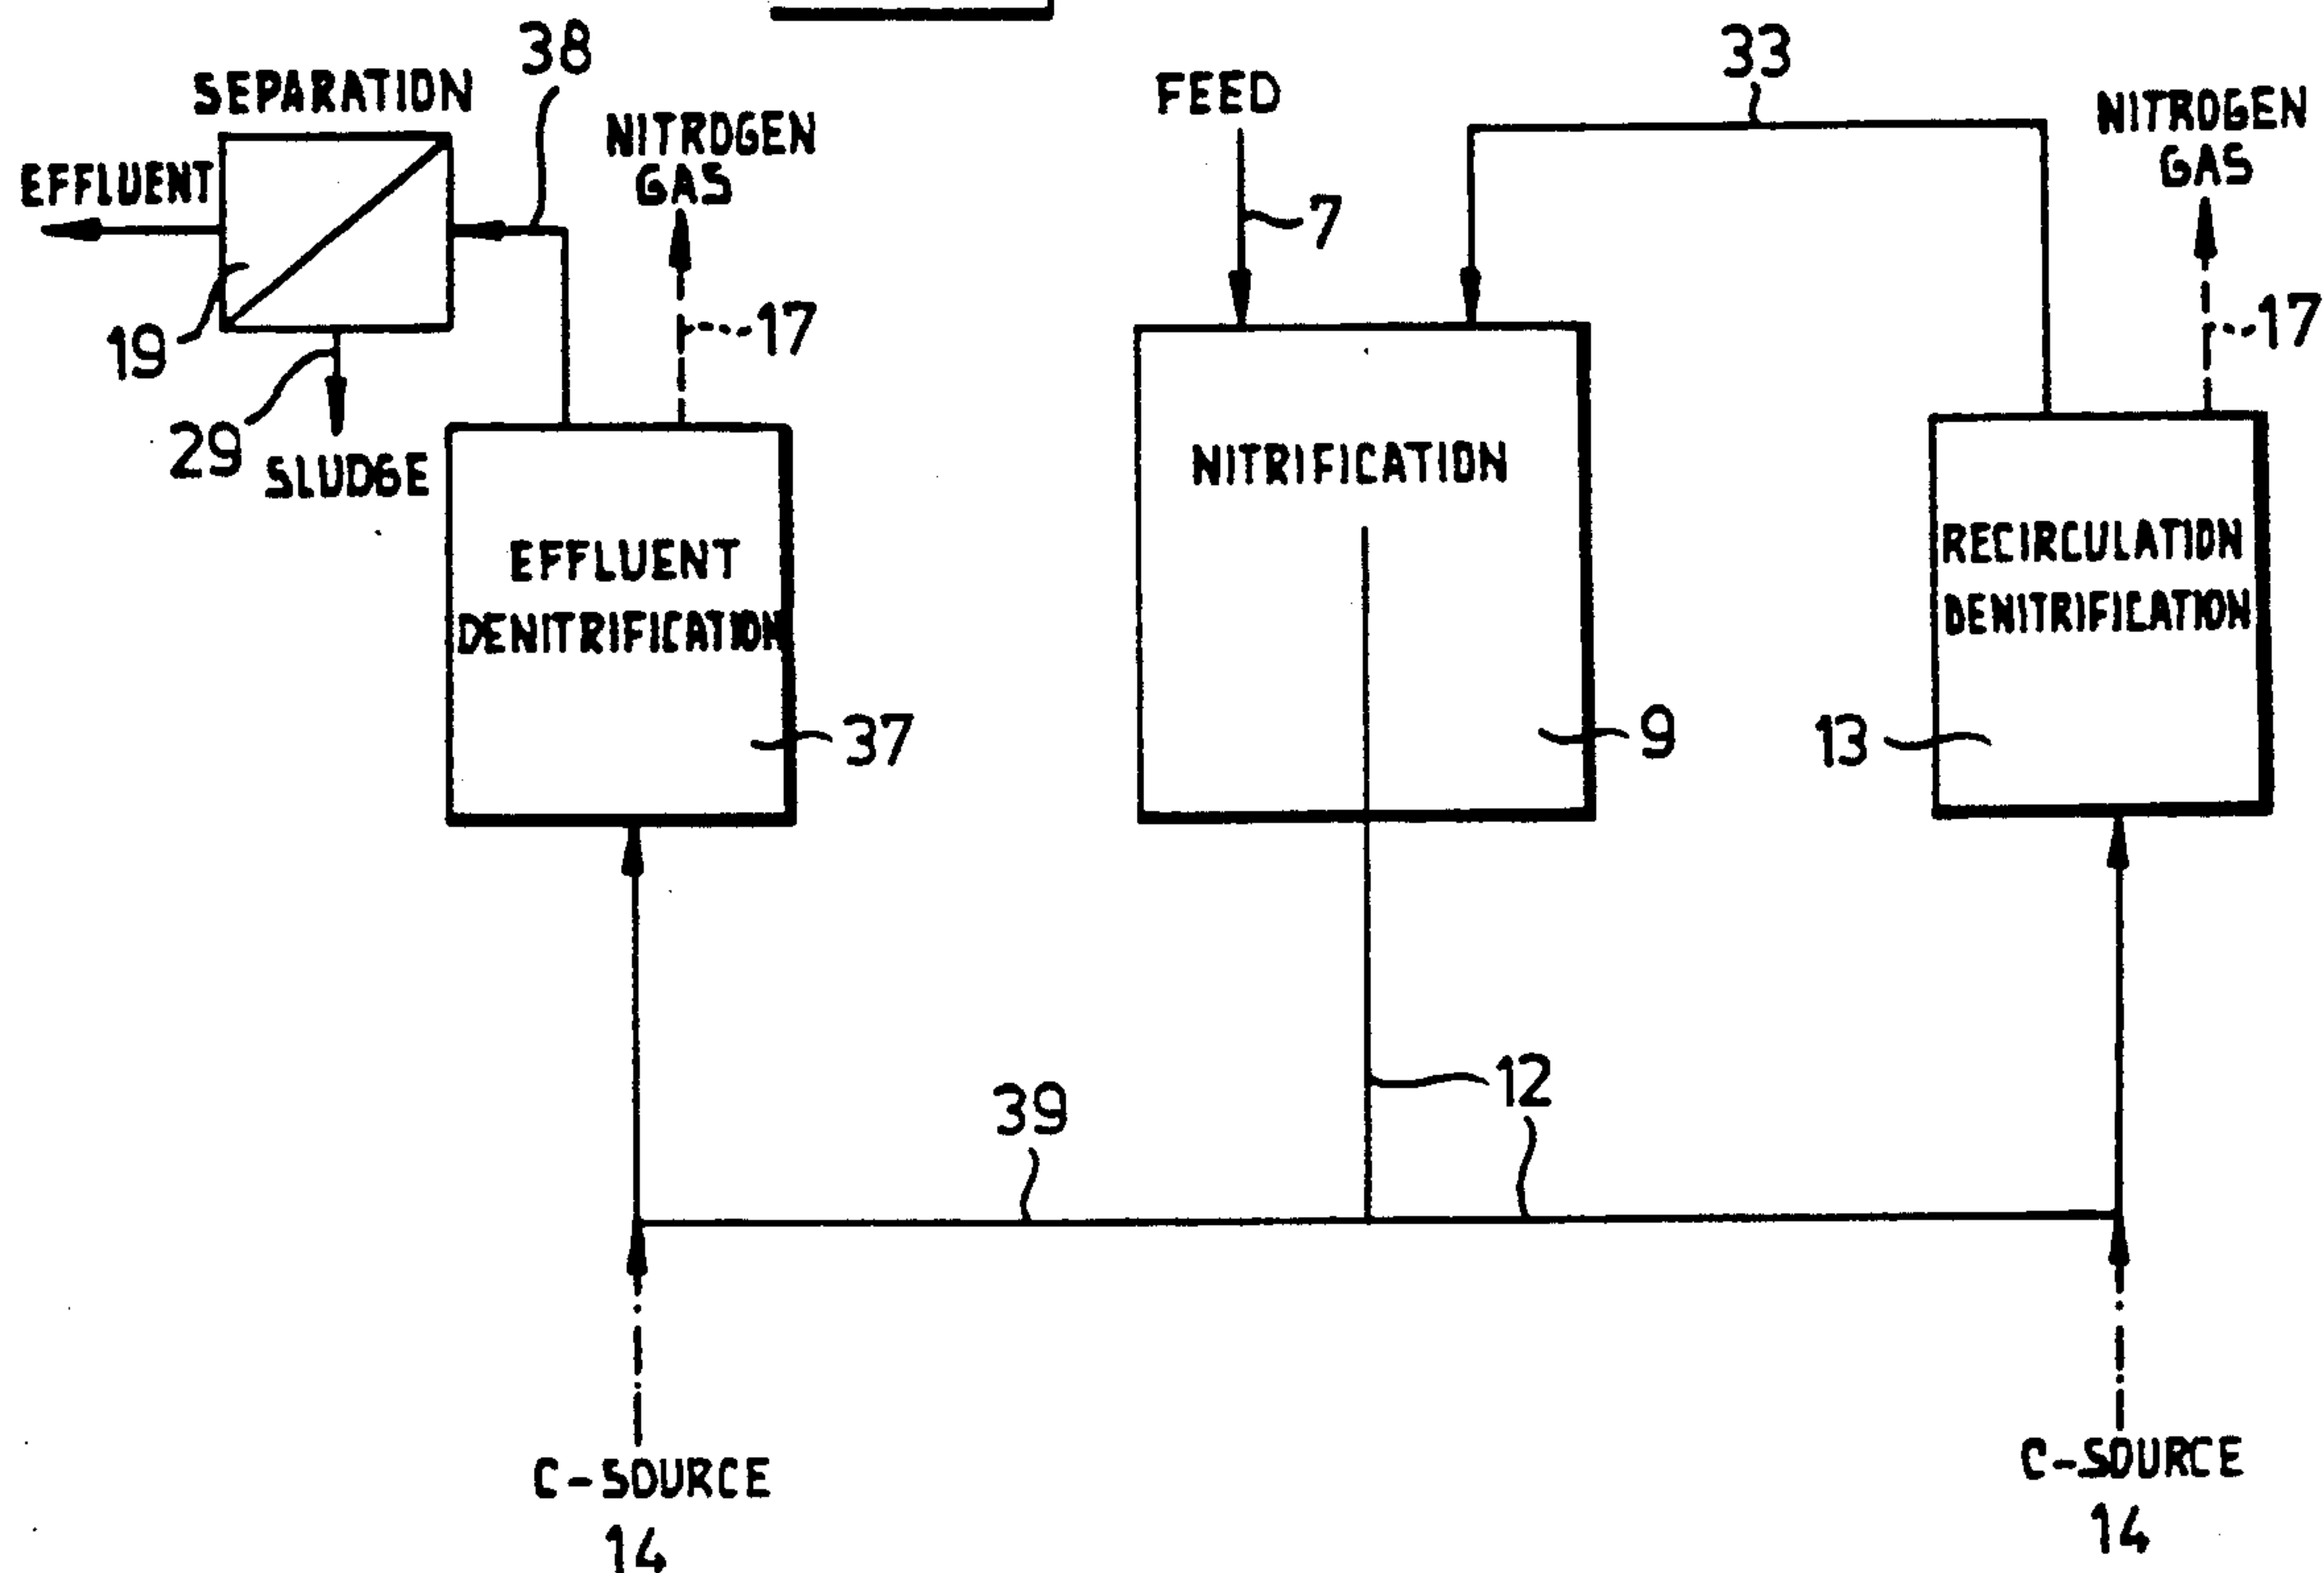 38
33
SEPARATION
FEED
NITROGEN
GAS
NITROGEN
GAS
EFFLUENT
7
19
17
17
29
SLUDGE
NITRIFICATION
EFFLUENT
DENITRIFICATION
RECIRCULATION
DENITRIFICATION
37
9
13
39
12
C-SOURCE
14
C-SOURCE
14